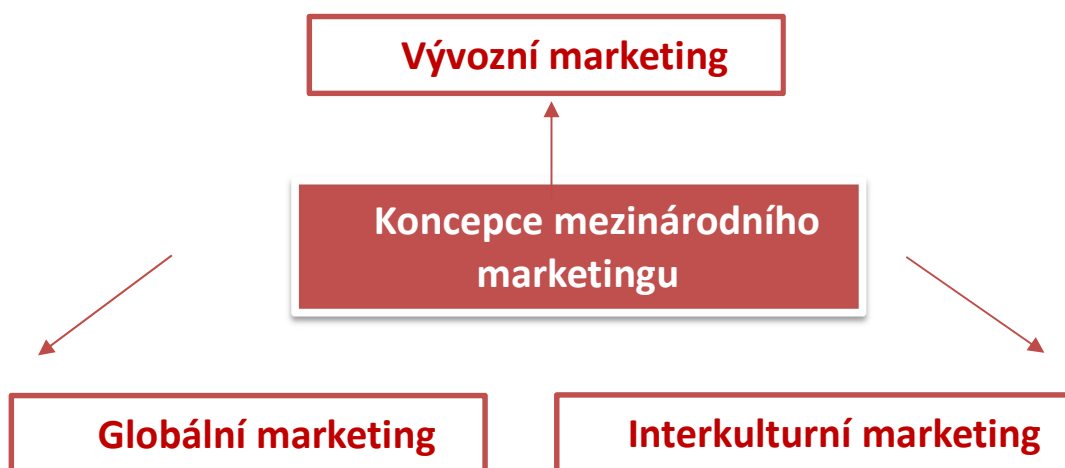 Vývozní marketing
Koncepce mezinárodního
marketingu
Globální marketing
Interkulturní marketing